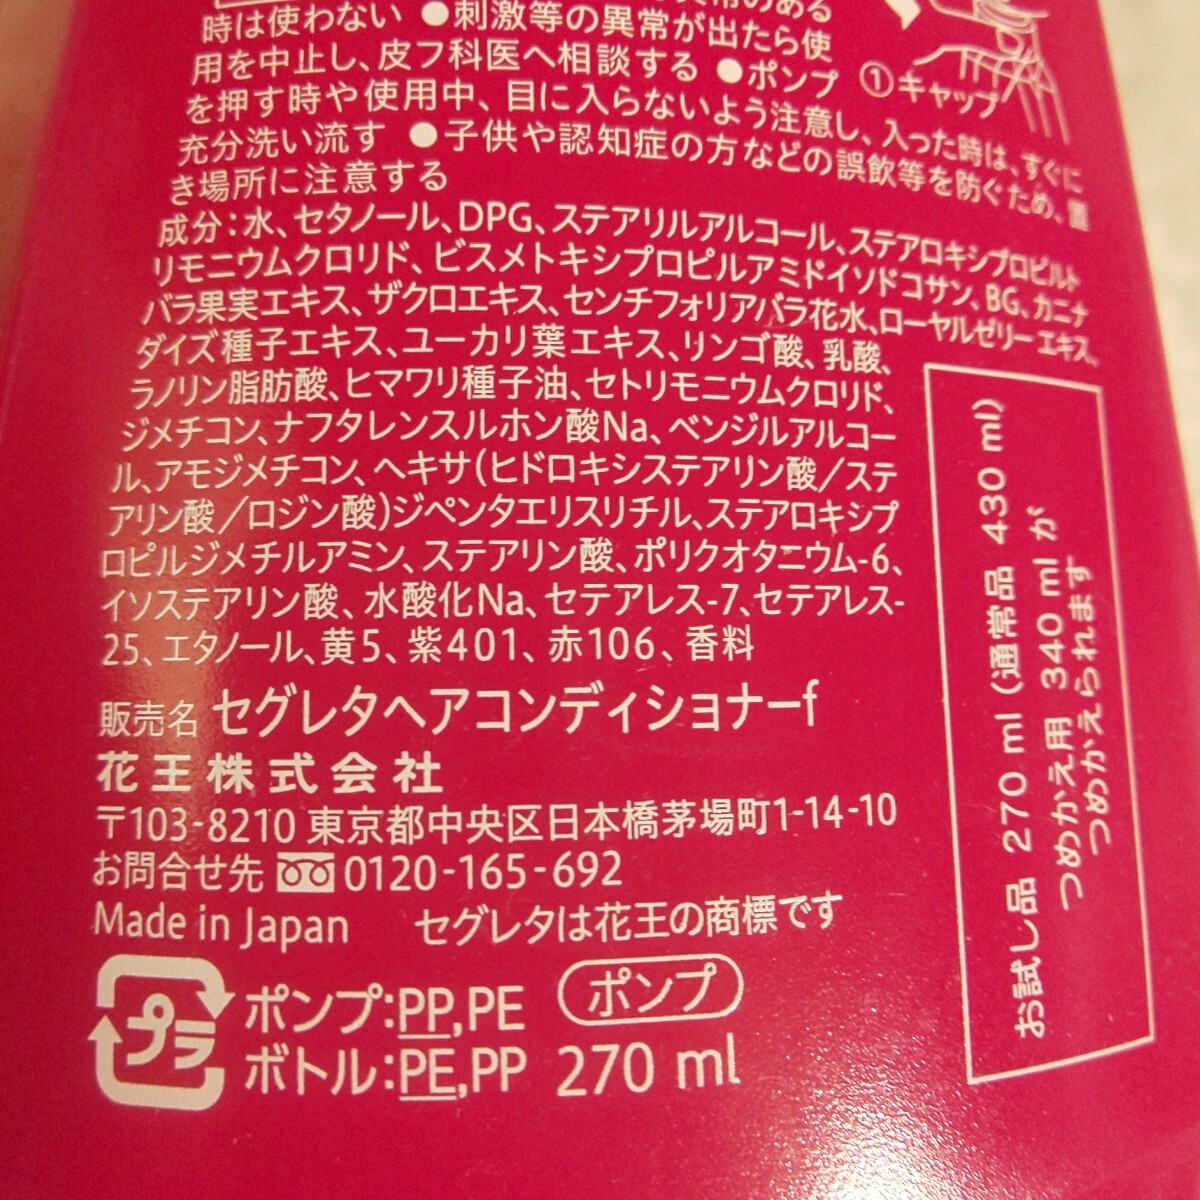 のある
時は使わない ●刺激等の異常が出たら使
用を中止し、皮フ科医へ相談する ●ポンプ
を押す時や使用中、目に入らないよう注意し、入った時は、すぐに
充分洗い流す ●子供や認知症の方などの誤飲等を防ぐため、置
き場所に注意する
①キャップ
成分：水、セタノール、DPG、ステアリルアルコール、ステアロキシプロピルト
リモニウムクロリド、ビスメトキシプロピルアミドイソドコサン、BG、カニナ
バラ果実エキス、ザクロエキス、センチフォリアバラ花水、ローヤルゼリーエキス、
ダイズ種子エキス、ユーカリ葉エキス、リンゴ酸、乳酸、
ラノリン脂肪酸、ヒマワリ種子油、セトリモニウムクロリド、
ジメチコン、ナフタレンスルホン酸Na、ベンジルアルコー
ル、アモジメチコン、ヘキサ（ヒドロキシステアリン酸／ステ
アリン酸／ロジン酸）ジペンタエリスリチル、ステアロキシプ
ロピルジメチルアミン、ステアリン酸、ポリクオタニウム-6、
イソステアリン酸、水酸化Na、セテアレス-7、セテアレス-
25、エタノール、黄5、紫401、赤106、香料
販売名 セグレタヘアコンディショナーf
花王株式会社
〒103-8210 東京都中央区日本橋茅場町1-14-10
お問合せ先 0120-165-692
Made in Japan セグレタは花王の商標です
プラ
ポンプ：PP,PE ポンプ
ボトル：PE,PP 270 ml
お試し品 270 ml（通常品 430 ml）
つめかえ用 340 ml が
つめかえられます